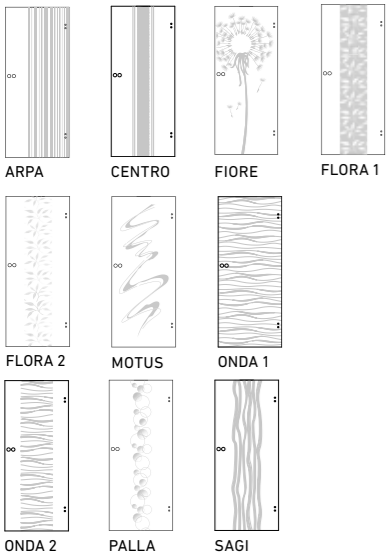 ARPA CENTRO FIORE FLORA 1
FLORA 2 MOTUS ONDA 1
ONDA 2 PALLA SAGI